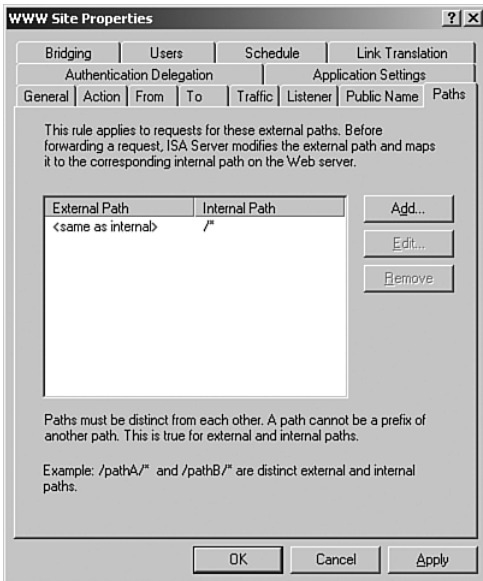 WWW Site Properties
Bridging Users Schedule Link Translation
Authentication Delegation Application Settings
General Action From To Traffic Listener Public Name Paths
This rule applies to requests for these external paths. Before
forwarding a request, ISA Server modifies the external path and maps
it to the corresponding internal path on the Web server.
External Path Internal Path
<same as internal> /*
Add...
Edit...
Remove
Paths must be distinct from each other. A path cannot be a prefix of
another path. This is true for external and internal paths.
Example: /pathA/* and /pathB/* are distinct external and internal
paths.
OK Cancel Apply